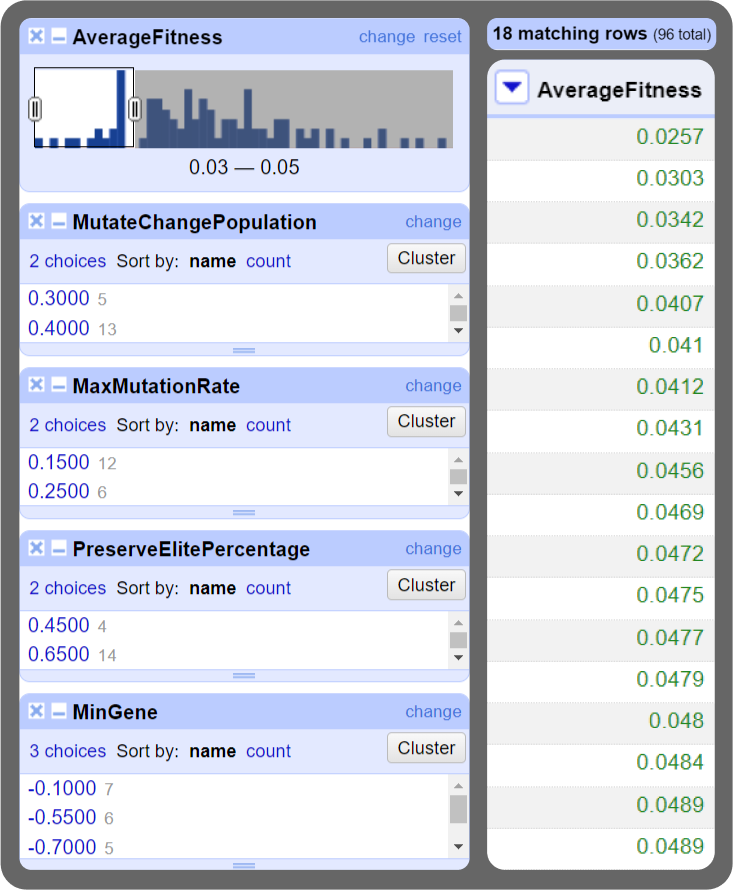 AverageFitness change reset
0.03 — 0.05
MutateChangePopulation change
2 choices Sort by: name count Cluster
0.3000 5
0.4000 13
MaxMutationRate change
2 choices Sort by: name count Cluster
0.1500 12
0.2500 6
PreserveElitePercentage change
2 choices Sort by: name count Cluster
0.4500 4
0.6500 14
MinGene change
3 choices Sort by: name count Cluster
-0.1000 7
-0.5500 6
-0.7000 5
18 matching rows (96 total)
AverageFitness
0.0257
0.0303
0.0342
0.0362
0.0407
0.041
0.0412
0.0431
0.0456
0.0469
0.0472
0.0475
0.0477
0.0479
0.048
0.0484
0.0489
0.0489